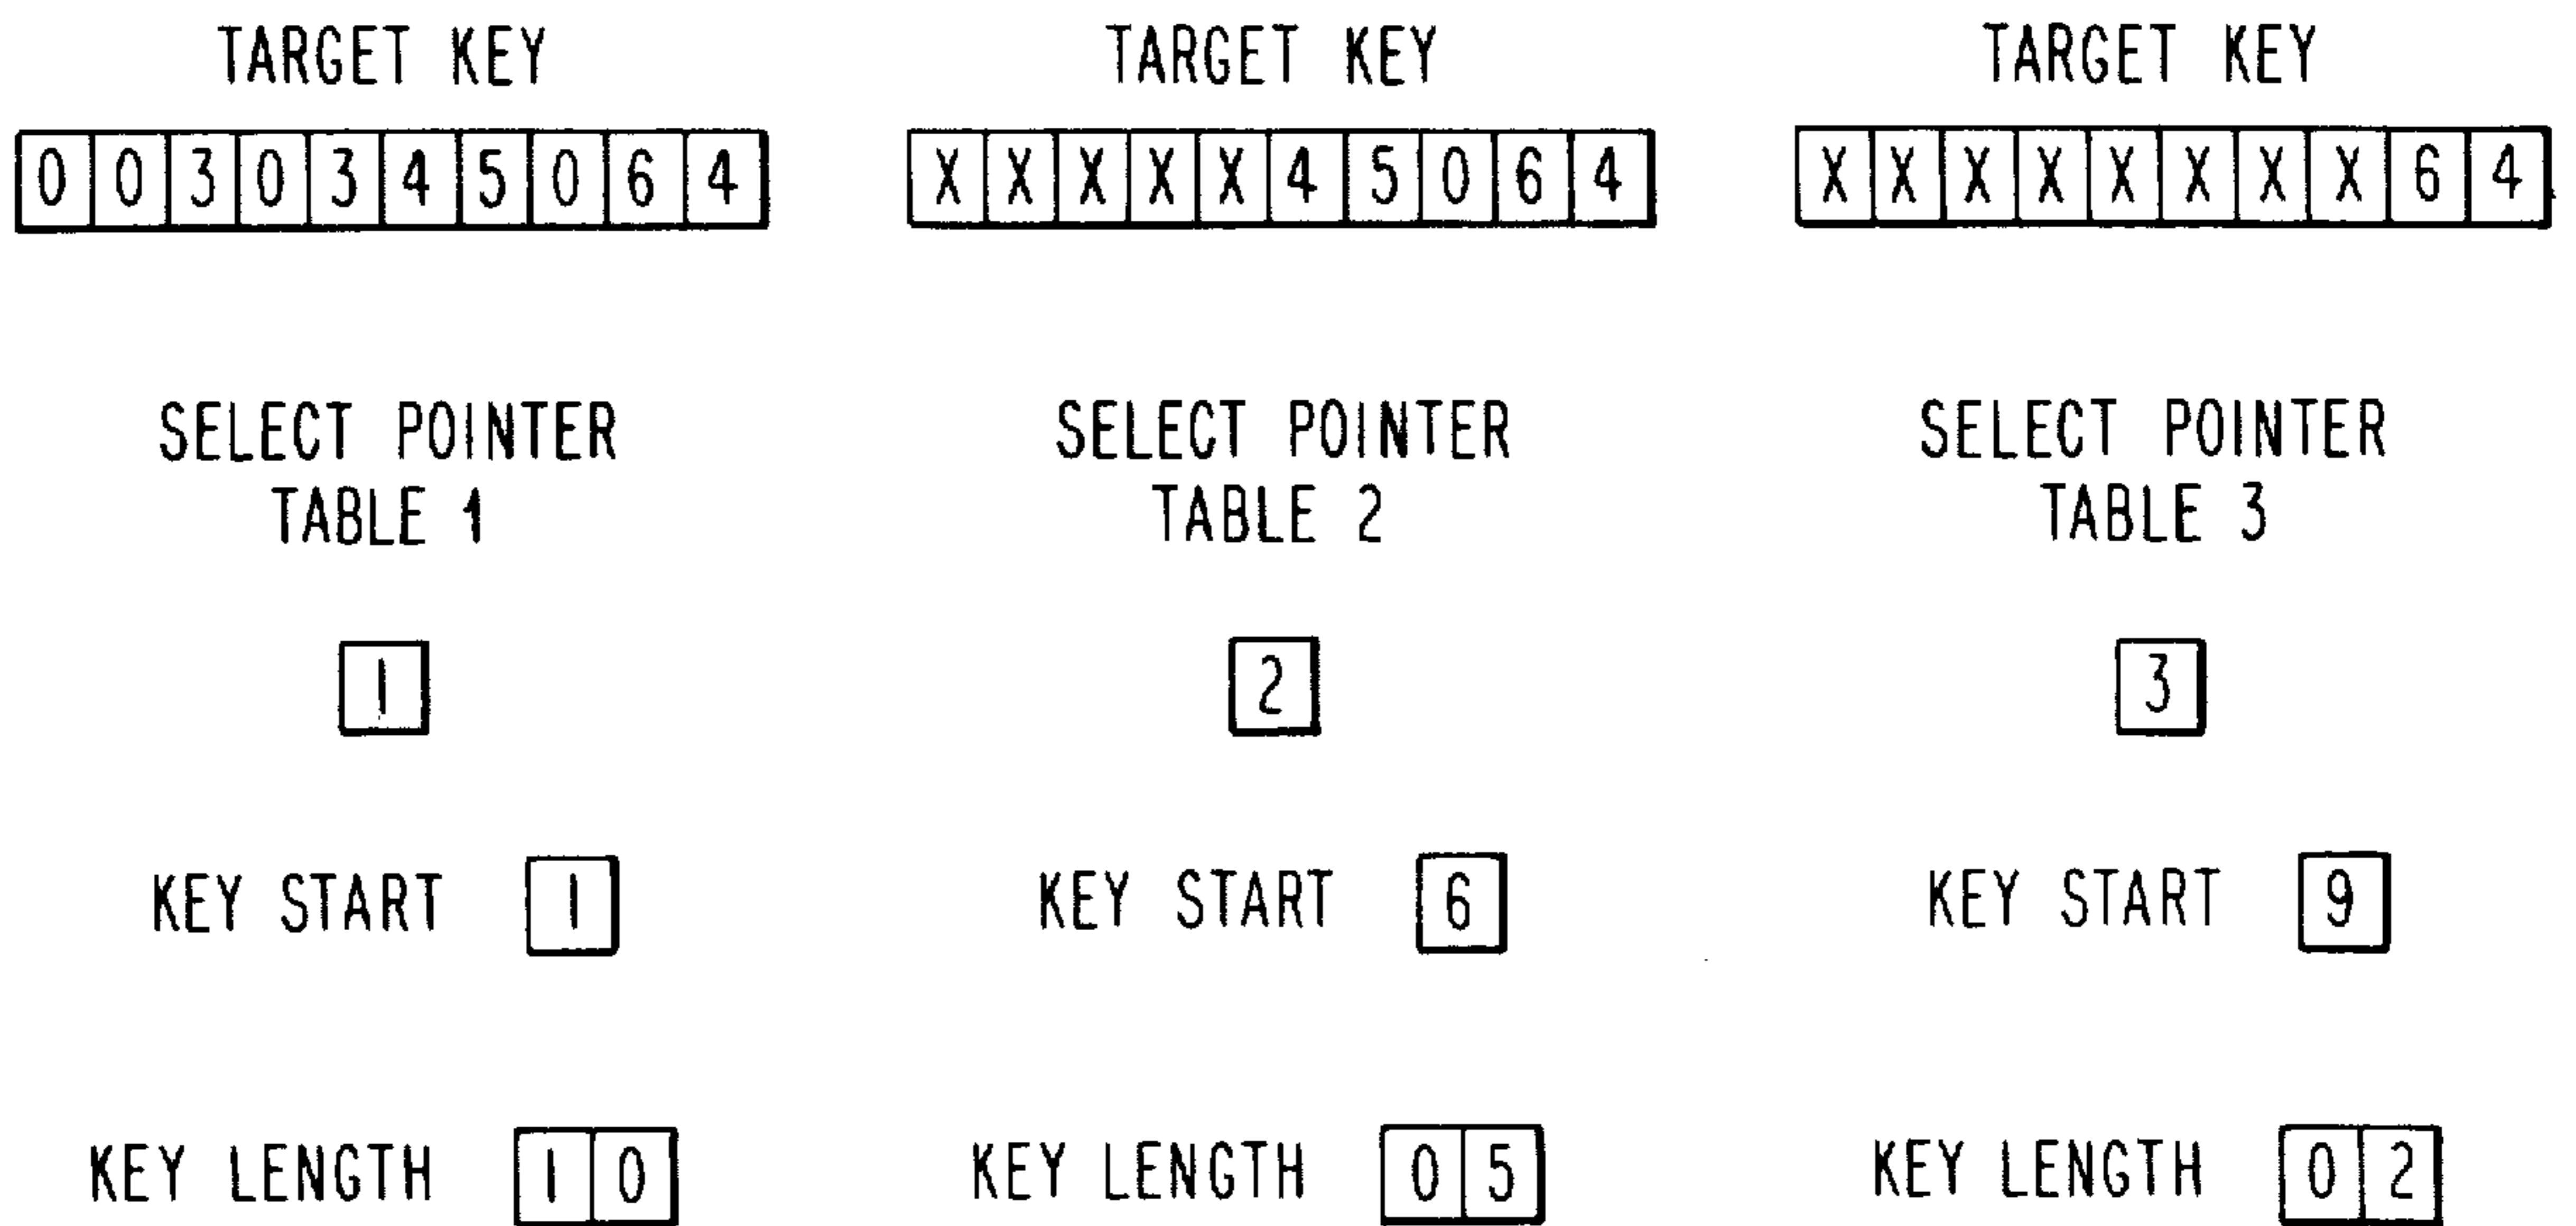 TARGET KEY TARGET KEY TARGET KEY
0 0 3 0 3 4 5 0 6 4 X X X X X 4 5 0 6 4 X X X X X X X X 6 4
SELECT POINTER SELECT POINTER SELECT POINTER
TABLE 1 TABLE 2 TABLE 3
1 2 3
KEY START 1 KEY START 6 KEY START 9
KEY LENGTH 1 0 KEY LENGTH 0 5 KEY LENGTH 0 2